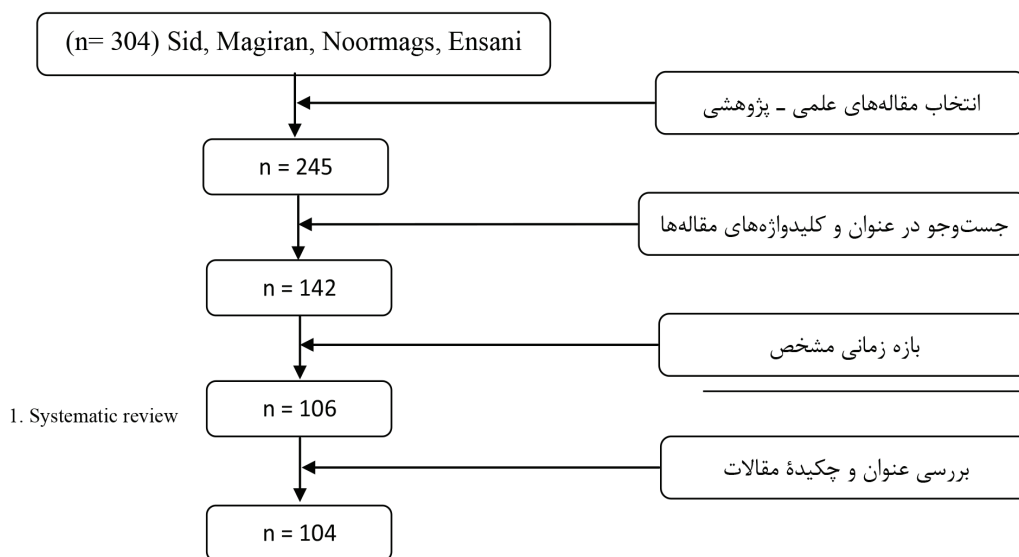 (n= 304) Sid, Magiran, Noormags, Ensani
انتخاب مقاله‌های علمی ـ پژوهشی
n = 245
جست‌وجو در عنوان و کلیدواژه‌های مقاله‌ها
n = 142
بازه زمانی مشخص
n = 106
1. Systematic review
بررسی عنوان و چکیدۀ مقالات
n = 104